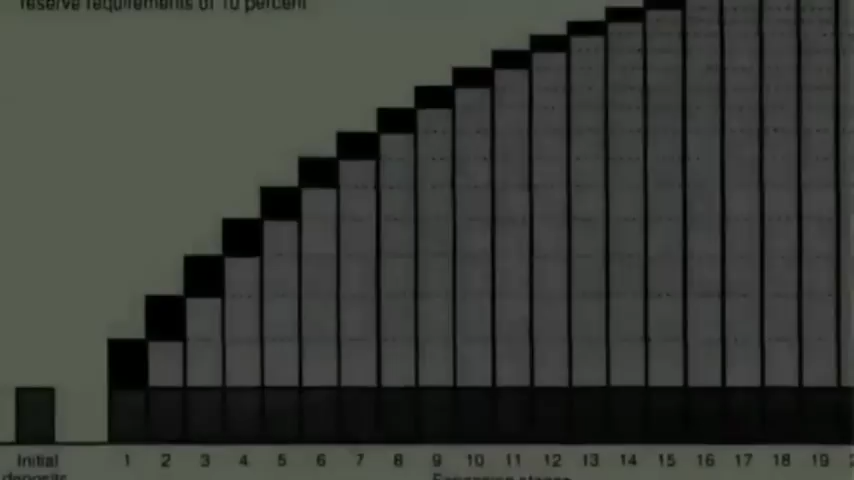 reserve requirements of 10 percent
Initial 1 2 3 4 5 6 7 8 9 10 11 12 13 14 15 16 17 18 19
deposits